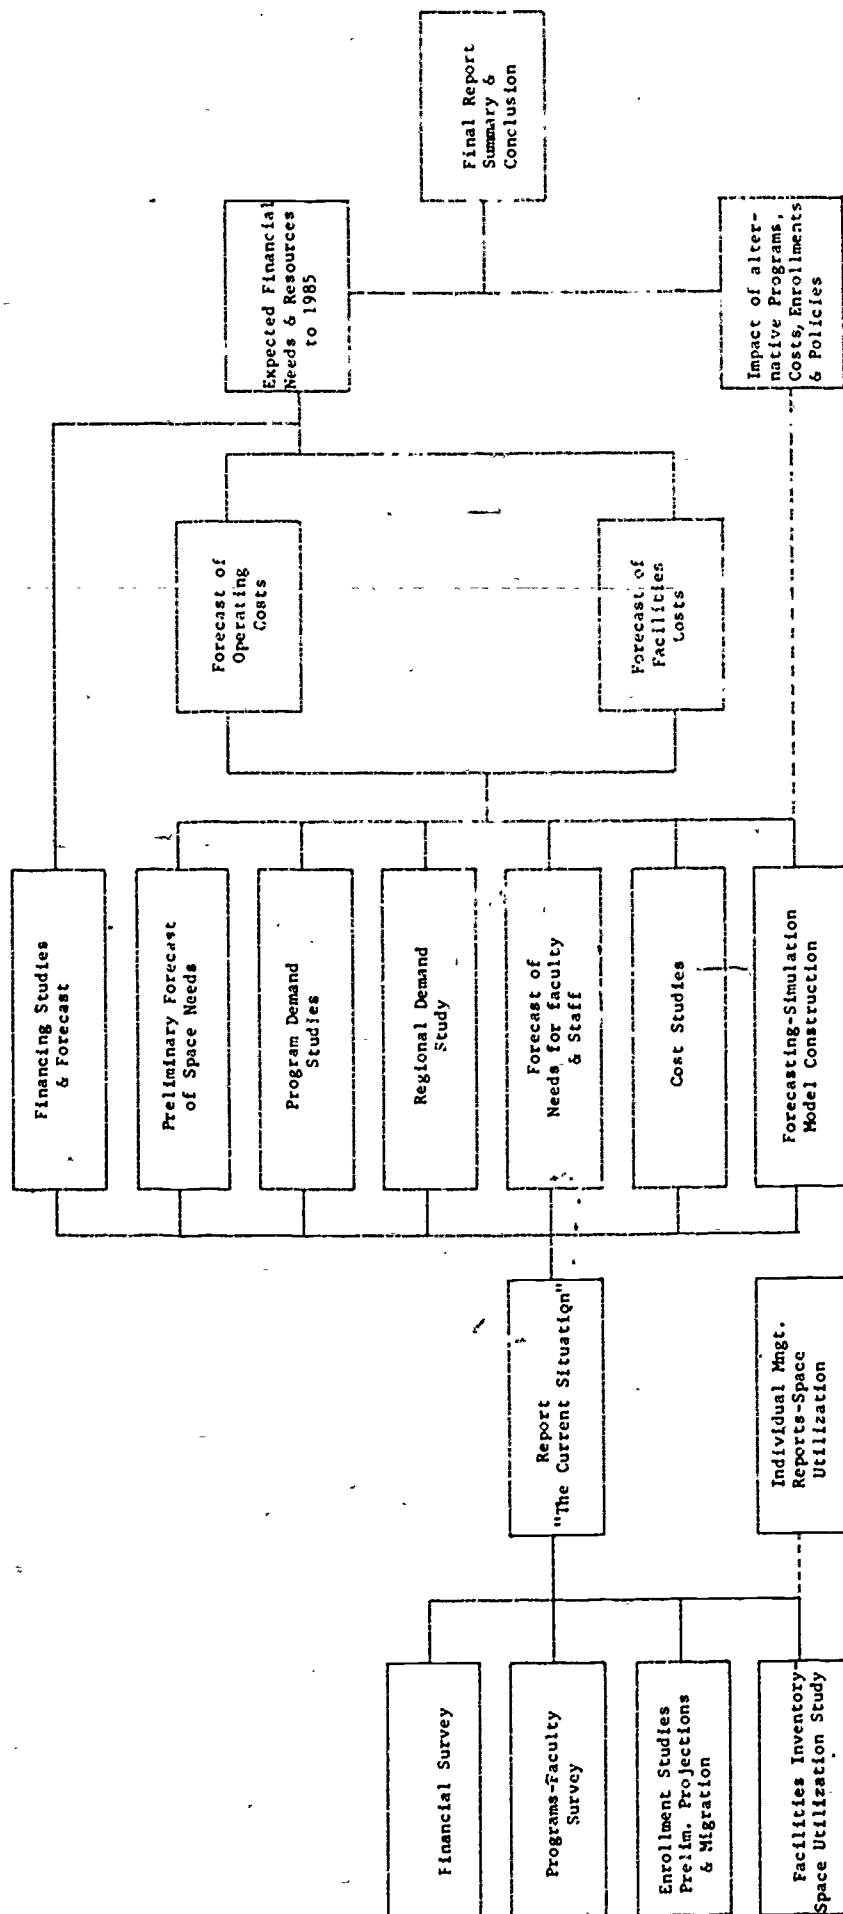 Financial Survey
Programs-Faculty
Survey
Enrollment Studies
Prelim. Projections
& Migration
Facilities Inventory-
Space Utilization Study
Report
"The Current Situation"
Individual Mngt.
Reports-Space
Utilization
Financing Studies
& Forecast
Preliminary Forecast
of Space Needs
Program Demand
Studies
Regional Demand
Study
Forecast of
Needs for faculty
& Staff
Cost Studies
Forecasting-Simulation
Model Construction
Forecast of
Operating
Costs
Forecast of
Facilities
Costs
Expected Financial
Needs & Resources
to 1985
Impact of alter-
native Programs,
Costs, Enrollments
& Policies
Final Report
Summary &
Conclusion